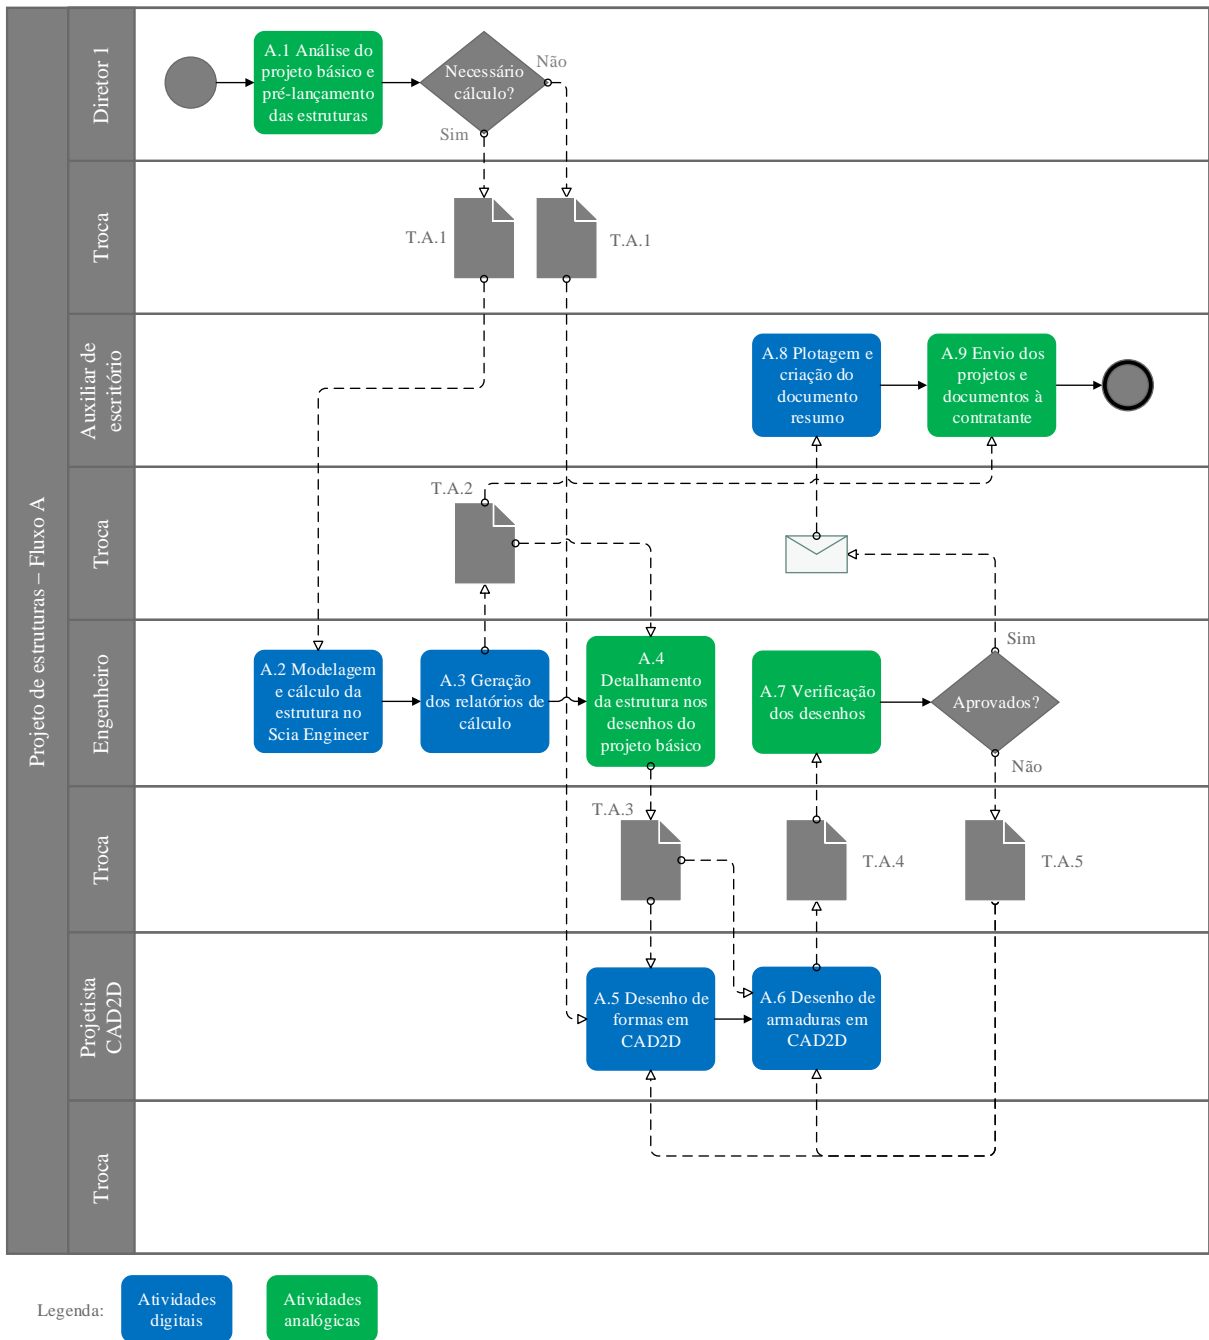 Projeto de estruturas – Fluxo A
Diretor 1
A.1 Análise do
projeto básico e
pré-lançamento
das estruturas
Necessário
cálculo?
Não
Sim
Troca
T.A.1
T.A.1
Auxiliar de
escritório
A.8 Plotagem e
criação do
documento
resumo
A.9 Envio dos
projetos e
documentos à
contratante
Troca
T.A.2
Engenheiro
A.2 Modelagem
e cálculo da
estrutura no
Scia Engineer
A.3 Geração
dos relatórios de
cálculo
A.4
Detalhamento
da estrutura nos
desenhos do
projeto básico
A.7 Verificação
dos desenhos
Sim
Aprovados?
Não
Troca
T.A.3
T.A.4
T.A.5
Projetista
CAD2D
A.5 Desenho de
formas em
CAD2D
A.6 Desenho de
armaduras em
CAD2D
Troca
Legenda:
Atividades
digitais
Atividades
analógicas